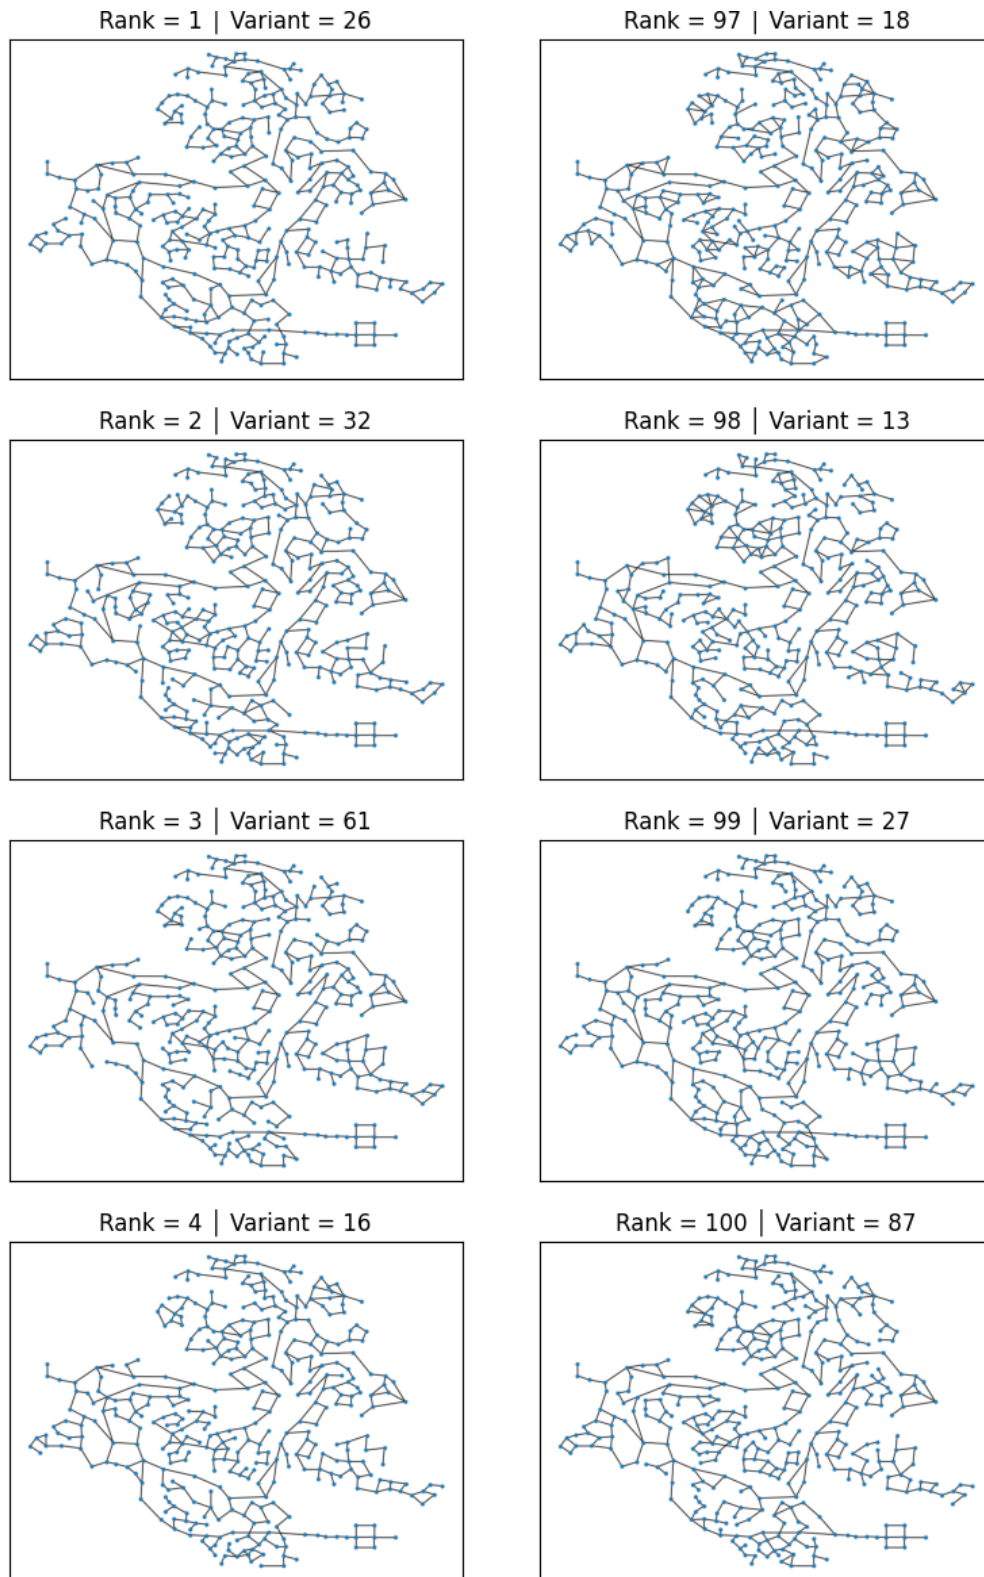 Rank = 1 | Variant = 26
Rank = 97 | Variant = 18
Rank = 2 | Variant = 32
Rank = 98 | Variant = 13
Rank = 3 | Variant = 61
Rank = 99 | Variant = 27
Rank = 4 | Variant = 16
Rank = 100 | Variant = 87